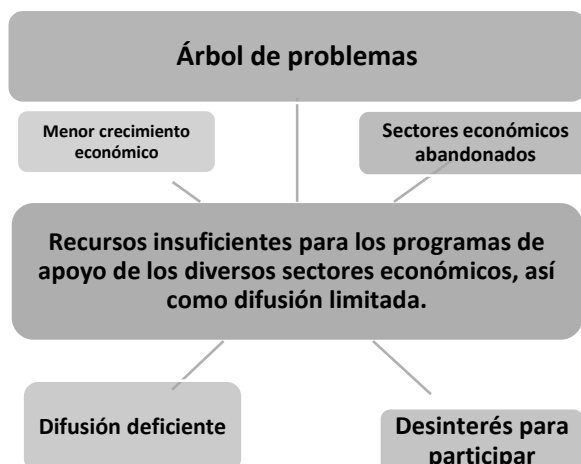 Árbol de problemas
Menor crecimiento
económico
Sectores económicos
abandonados
Recursos insuficientes para los programas de
apoyo de los diversos sectores económicos, así
como difusión limitada.
Difusión deficiente
Desinterés para
participar